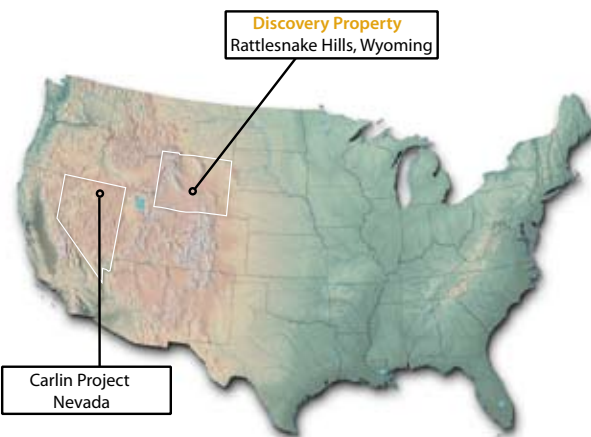 Discovery Property
Rattlesnake Hills, Wyoming
Carlin Project
Nevada